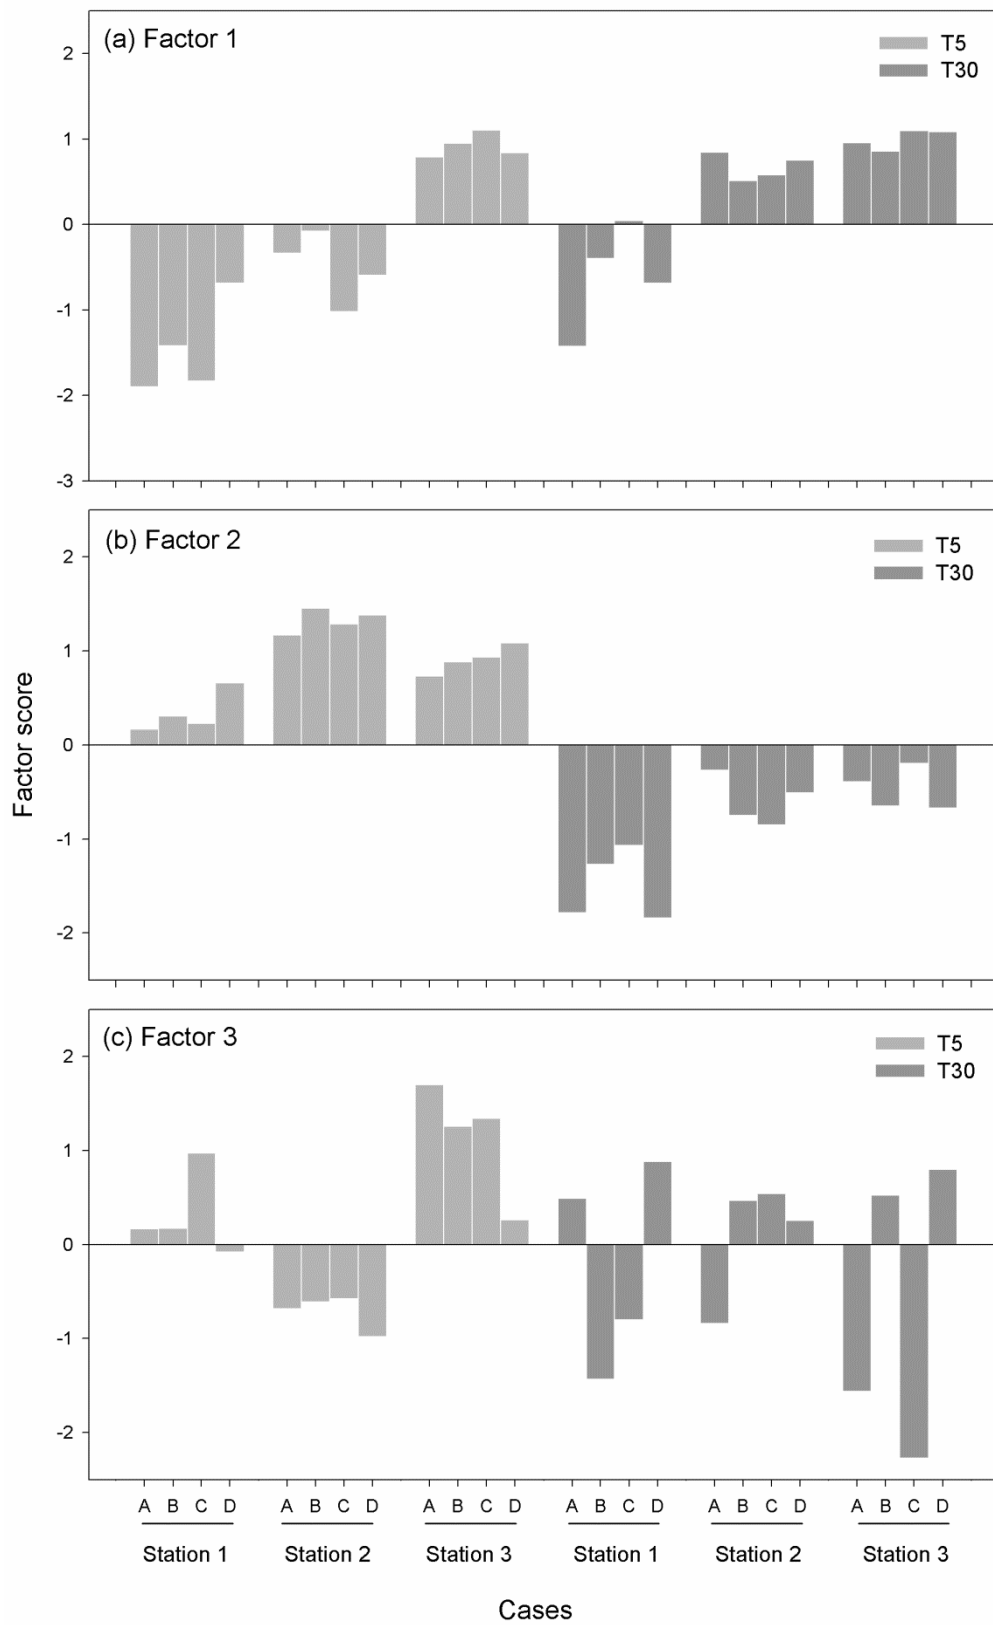 (a) Factor 1
T5
T30
2
1
0
-1
-2
-3
(b) Factor 2
T5
T30
2
1
0
-1
-2
Factor score
(c) Factor 3
T5
T30
2
1
0
-1
-2
A B C D A B C D A B C D A B C D A B C D A B C D
Station 1 Station 2 Station 3 Station 1 Station 2 Station 3
Cases